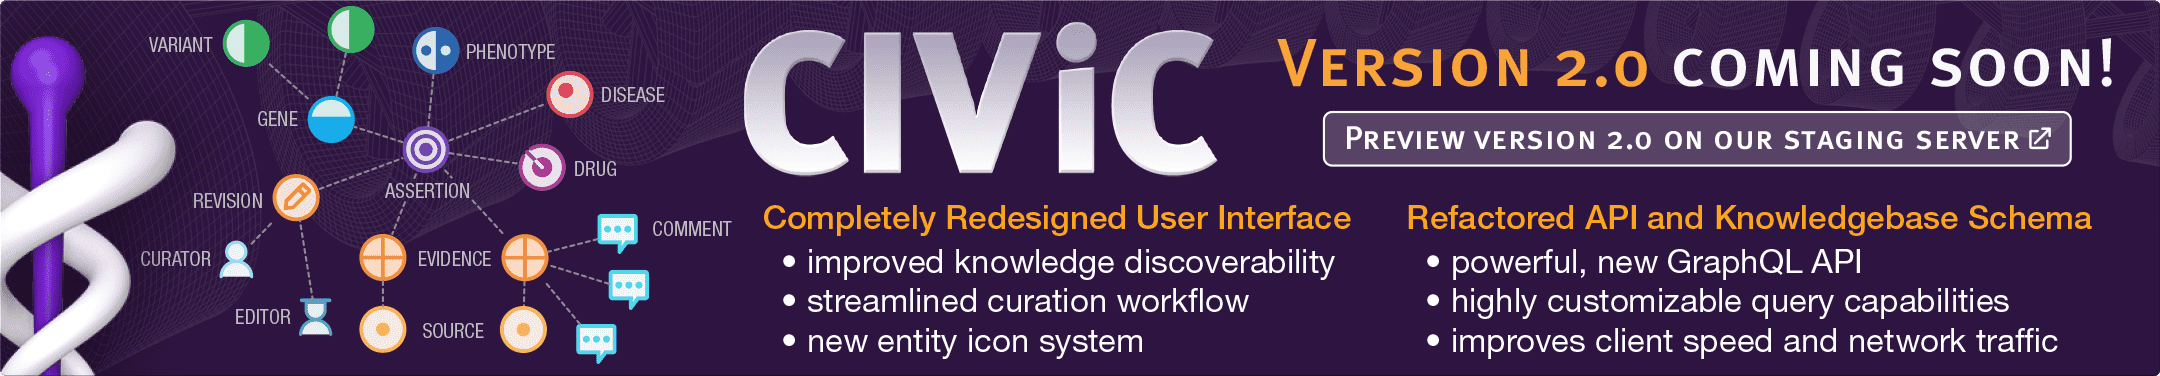 VARIANT
PHENOTYPE
DISEASE
GENE
DRUG
ASSERTION
REVISION
COMMENT
CURATOR
EVIDENCE
EDITOR
SOURCE
CIViC
VERSION 2.0 COMING SOON!
PREVIEW VERSION 2.0 ON OUR STAGING SERVER
Completely Redesigned User Interface
• improved knowledge discoverability
• streamlined curation workflow
• new entity icon system
Refactored API and Knowledgebase Schema
• powerful, new GraphQL API
• highly customizable query capabilities
• improves client speed and network traffic